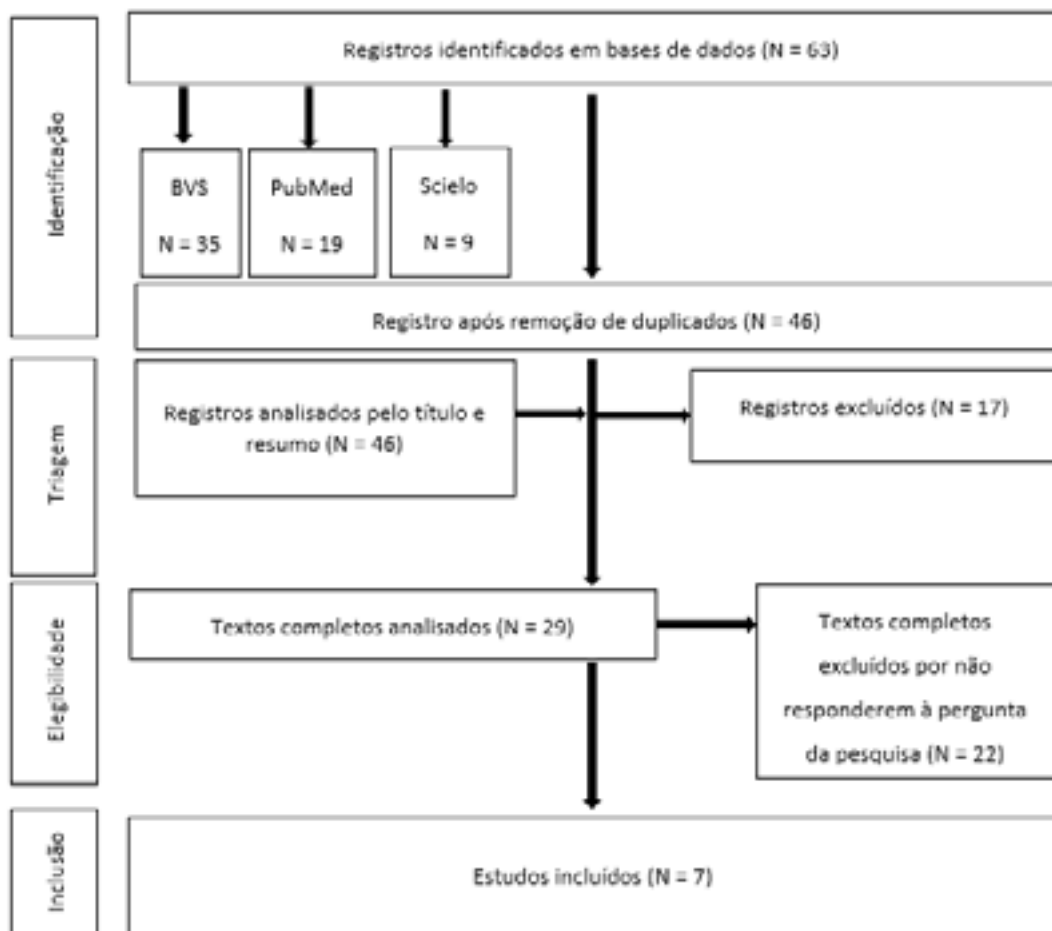 Identificação
Registros identificados em bases de dados (N = 63)
BVS
N = 35
PubMed
N = 19
Scielo
N = 9
Registro após remoção de duplicados (N = 46)
Triagem
Registros analisados pelo título e
resumo (N = 46)
Registros excluídos (N = 17)
Elegibilidade
Textos completos analisados (N = 29)
Textos completos
excluídos por não
responderem à pergunta
da pesquisa (N = 22)
Inclusão
Estudos incluídos (N = 7)